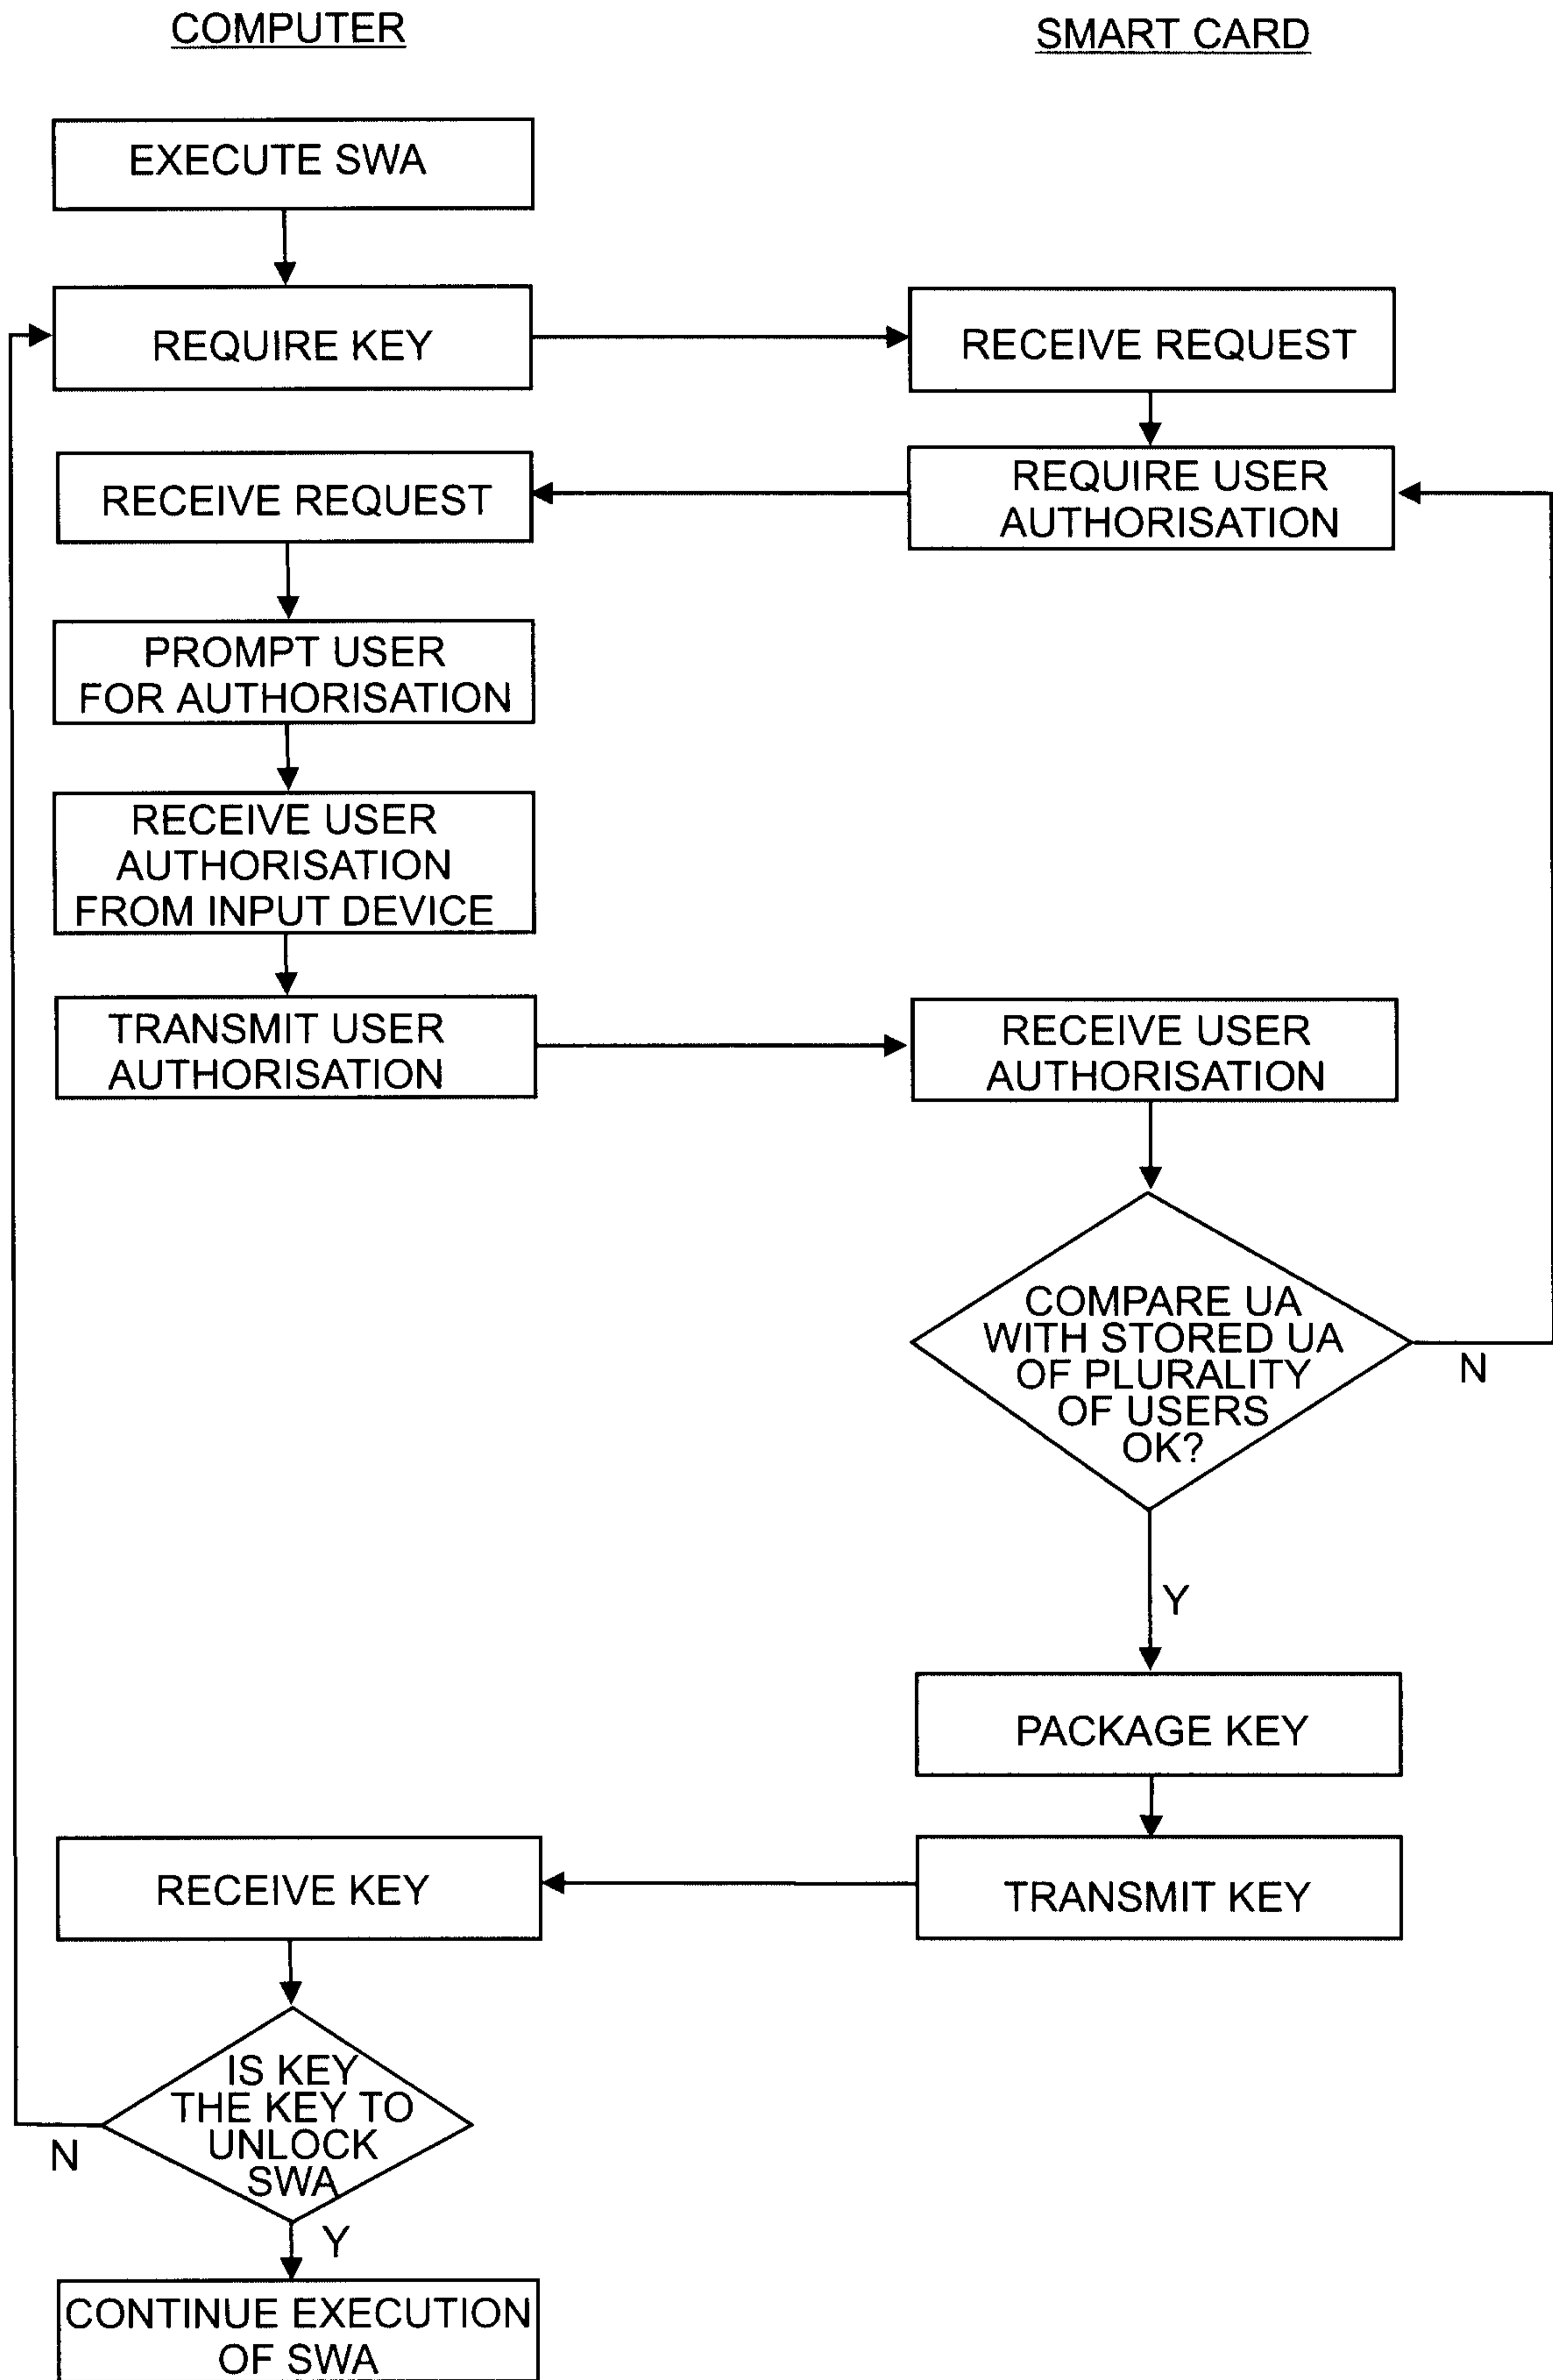 COMPUTER
SMART CARD
EXECUTE SWA
REQUIRE KEY
RECEIVE REQUEST
RECEIVE REQUEST
REQUIRE USER
AUTHORISATION
PROMPT USER
FOR AUTHORISATION
RECEIVE USER
AUTHORISATION
FROM INPUT DEVICE
TRANSMIT USER
AUTHORISATION
RECEIVE USER
AUTHORISATION
COMPARE UA
WITH STORED UA
OF PLURALITY
OF USERS
OK?
N
Y
PACKAGE KEY
RECEIVE KEY
TRANSMIT KEY
IS KEY
THE KEY TO
UNLOCK
SWA
N
Y
CONTINUE EXECUTION
OF SWA